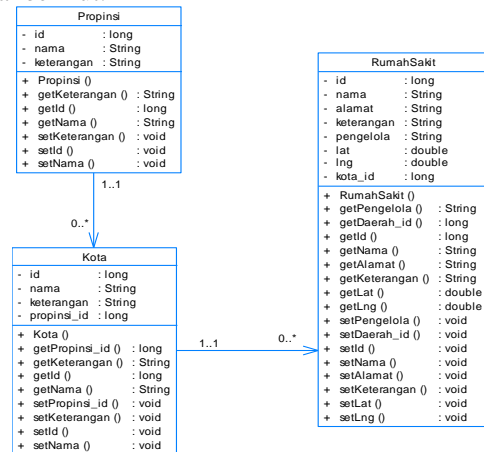 Propinsi
- id : long
- nama : String
- keterangan : String
+ Propinsi ()
+ getKeterangan () : String
+ getId () : long
+ getNama () : String
+ setKeterangan () : void
+ setId () : void
+ setNama () : void
1..1
0..*
Kota
- id : long
- nama : String
- keterangan : String
- propinsi_id : long
+ Kota ()
+ getPropinsi_id () : long
+ getKeterangan () : String
+ getId () : long
+ getNama () : String
+ setPropinsi_id () : void
+ setKeterangan () : void
+ setId () : void
+ setNama () : void
1..1
0..*
RumahSakit
- id : long
- nama : String
- alamat : String
- keterangan : String
- pengelola : String
- lat : double
- lng : double
- kota_id : long
+ RumahSakit ()
+ getPengelola () : String
+ getDaerah_id () : long
+ getId () : long
+ getNama () : String
+ getAlamat () : String
+ getKeterangan () : String
+ getLat () : double
+ getLng () : double
+ setPengelola () : void
+ setDaerah_id () : void
+ setId () : void
+ setNama () : void
+ setAlamat () : void
+ setKeterangan () : void
+ setLat () : void
+ setLng () : void